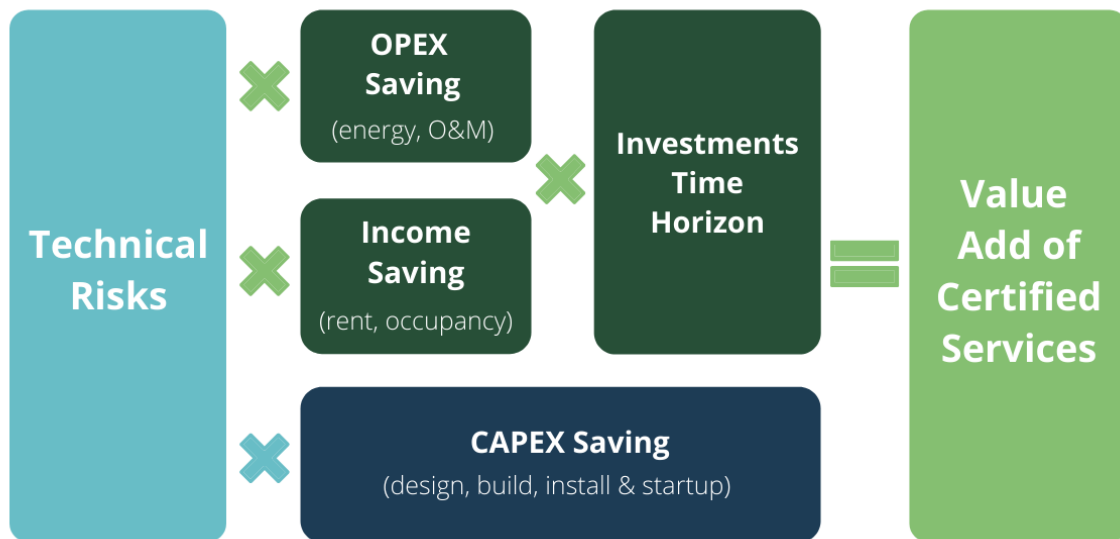 Technical
Risks
OPEX
Saving
(energy, O&M)
Income
Saving
(rent, occupancy)
Investments
Time
Horizon
CAPEX Saving
(design, build, install & startup)
Value
Add of
Certified
Services